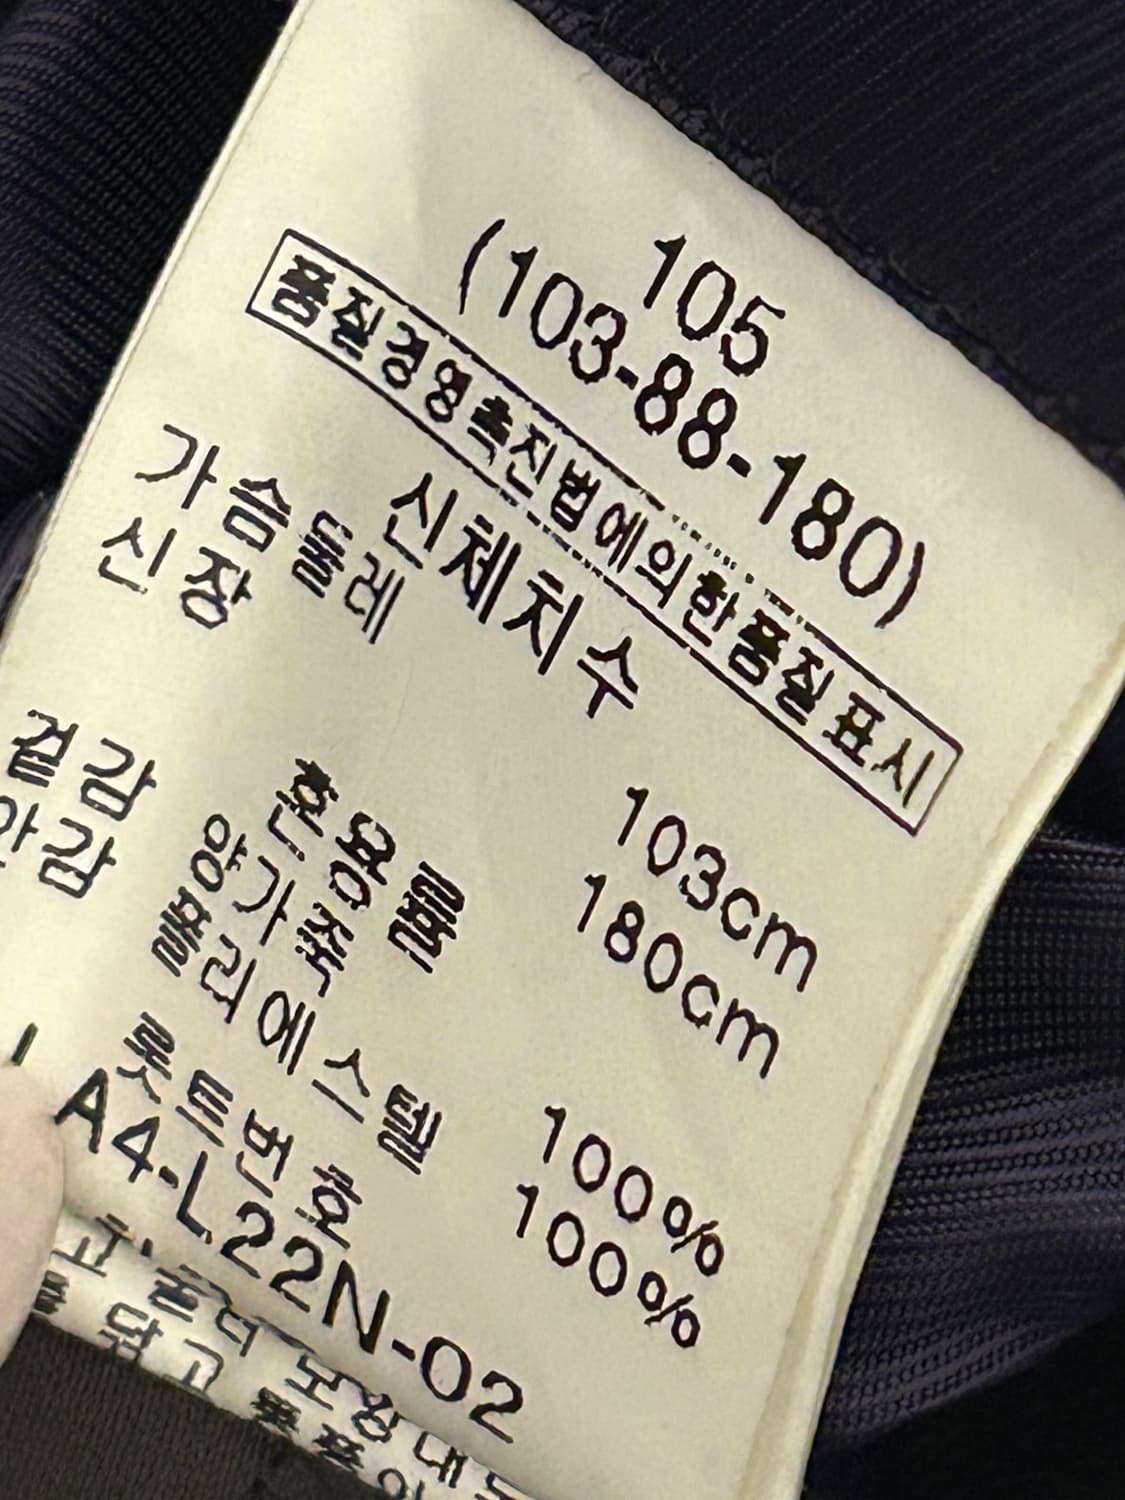 105
(103-88-180)
품질경영촉진법에의한품질표시
신체치수
가슴둘레 103cm
신장 180cm
혼용률
겉감 양가죽 100%
안감 폴리에스텔 100%
롯트번호
A4-L22N-02